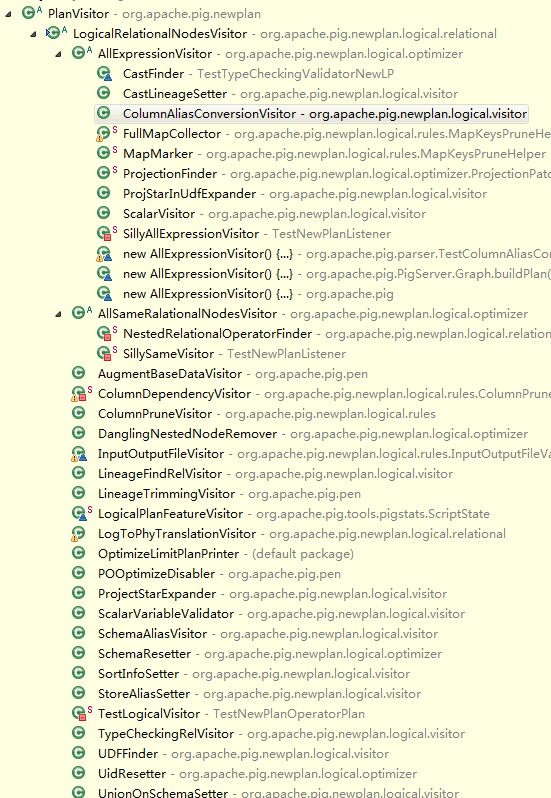 PlanVisitor - org.apache.pig.newplan
LogicalRelationalNodesVisitor - org.apache.pig.newplan.logical.relational
AllExpressionVisitor - org.apache.pig.newplan.logical.optimizer
CastFinder - TestTypeCheckingValidatorNewLP
CastLineageSetter - org.apache.pig.newplan.logical.visitor
ColumnAliasConversionVisitor - org.apache.pig.newplan.logical.visitor
S FullMapCollector - org.apache.pig.newplan.logical.rules.MapKeysPruneHe
S MapMarker - org.apache.pig.newplan.logical.rules.MapKeysPruneHelper
S ProjectionFinder - org.apache.pig.newplan.logical.optimizer.ProjectionPatc
ProjStarInUdfExpander - org.apache.pig.newplan.logical.visitor
ScalarVisitor - org.apache.pig.newplan.logical.visitor
S SillyAllExpressionVisitor - TestNewPlanListener
new AllExpressionVisitor() {...} - org.apache.pig.parser.TestColumnAliasCo
new AllExpressionVisitor() {...} - org.apache.pig.PigServer.Graph.buildPlan(
new AllExpressionVisitor() {...} - org.apache.pig
A AllSameRalationalNodesVisitor - org.apache.pig.newplan.logical.optimizer
S NestedRelationalOperatorFinder - org.apache.pig.newplan.logical.relation
S SillySameVisitor - TestNewPlanListener
AugmentBaseDataVisitor - org.apache.pig.pen
S ColumnDependencyVisitor - org.apache.pig.newplan.logical.rules.ColumnPrune
ColumnPruneVisitor - org.apache.pig.newplan.logical.rules
DanglingNestedNodeRemover - org.apache.pig.newplan.logical.optimizer
InputOutputFileVisitor - org.apache.pig.newplan.logical.rules.InputOutputFileVa
LineageFindRelVisitor - org.apache.pig.newplan.logical.visitor
LineageTrimmingVisitor - org.apache.pig.pen
S LogicalPlanFeatureVisitor - org.apache.pig.tools.pigstats.ScriptState
LogToPhyTranslationVisitor - org.apache.pig.newplan.logical.relational
OptimizeLimitPlanPrinter - (default package)
POOptimizeDisabler - org.apache.pig.pen
ProjectStarExpander - org.apache.pig.newplan.logical.visitor
ScalarVariableValidator - org.apache.pig.newplan.logical.visitor
SchemaAliasVisitor - org.apache.pig.newplan.logical.visitor
SchemaResetter - org.apache.pig.newplan.logical.optimizer
SortInfoSetter - org.apache.pig.newplan.logical.visitor
StoreAliasSetter - org.apache.pig.newplan.logical.visitor
S TestLogicalVisitor - TestNewPlanOperatorPlan
TypeCheckingRelVisitor - org.apache.pig.newplan.logical.visitor
UDFFinder - org.apache.pig.newplan.logical.visitor
UidResetter - org.apache.pig.newplan.logical.optimizer
UnionOnSchemaSetter - org.apache.pig.newplan.logical.visitor